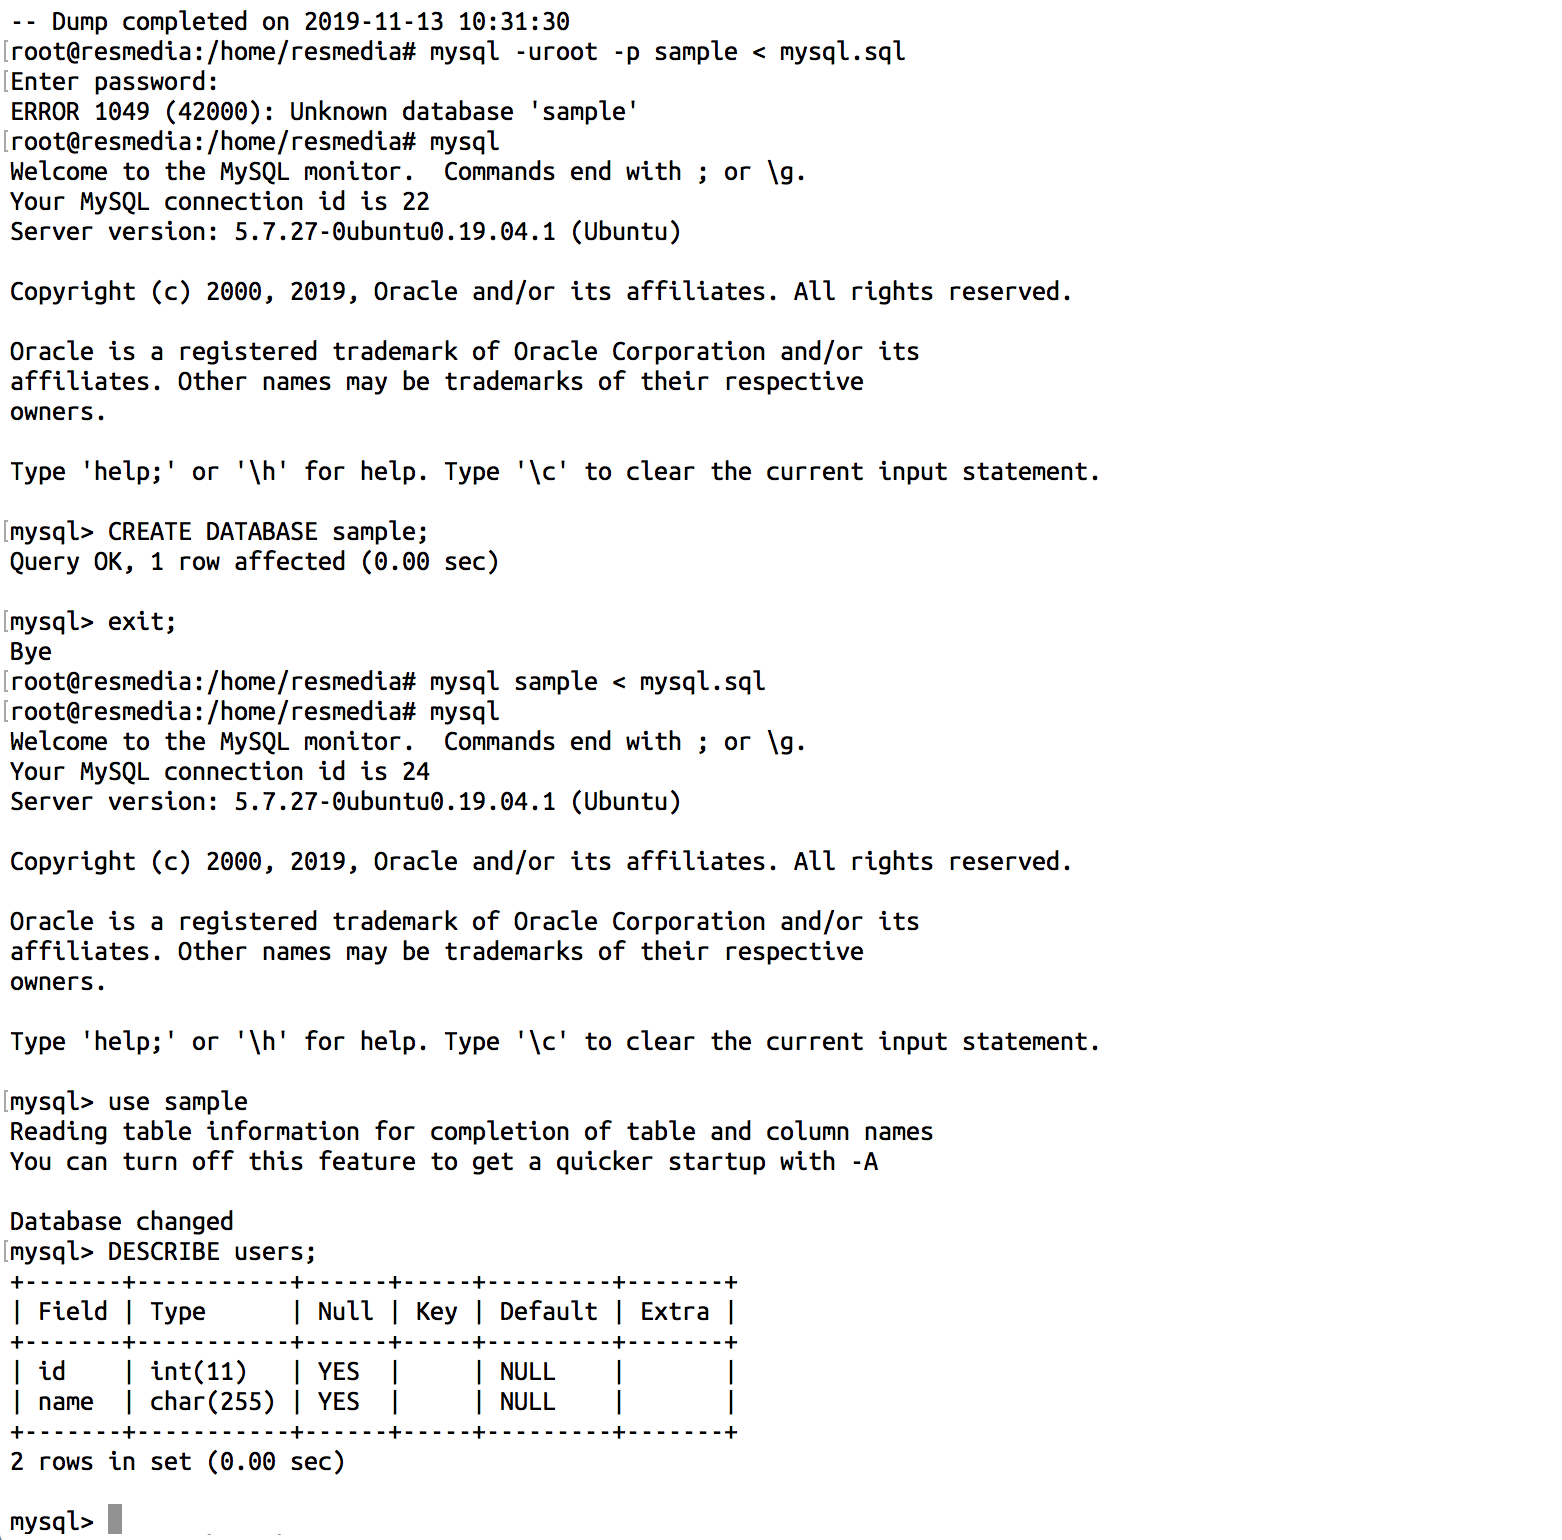 -- Dump completed on 2019-11-13 10:31:30
[root@resmedia:/home/resmedia# mysql -uroot -p sample < mysql.sql
[Enter password:
ERROR 1049 (42000): Unknown database 'sample'
[root@resmedia:/home/resmedia# mysql
Welcome to the MySQL monitor.  Commands end with ; or \g.
Your MySQL connection id is 22
Server version: 5.7.27-0ubuntu0.19.04.1 (Ubuntu)

Copyright (c) 2000, 2019, Oracle and/or its affiliates. All rights reserved.

Oracle is a registered trademark of Oracle Corporation and/or its
affiliates. Other names may be trademarks of their respective
owners.

Type 'help;' or '\h' for help. Type '\c' to clear the current input statement.

[mysql> CREATE DATABASE sample;
Query OK, 1 row affected (0.00 sec)

[mysql> exit;
Bye
[root@resmedia:/home/resmedia# mysql sample < mysql.sql
[root@resmedia:/home/resmedia# mysql
Welcome to the MySQL monitor.  Commands end with ; or \g.
Your MySQL connection id is 24
Server version: 5.7.27-0ubuntu0.19.04.1 (Ubuntu)

Copyright (c) 2000, 2019, Oracle and/or its affiliates. All rights reserved.

Oracle is a registered trademark of Oracle Corporation and/or its
affiliates. Other names may be trademarks of their respective
owners.

Type 'help;' or '\h' for help. Type '\c' to clear the current input statement.

[mysql> use sample
Reading table information for completion of table and column names
You can turn off this feature to get a quicker startup with -A

Database changed
[mysql> DESCRIBE users;
+-------+-----------+------+-----+---------+-------+
| Field | Type      | Null | Key | Default | Extra |
+-------+-----------+------+-----+---------+-------+
| id    | int(11)   | YES  |     | NULL    |       |
| name  | char(255) | YES  |     | NULL    |       |
+-------+-----------+------+-----+---------+-------+
2 rows in set (0.00 sec)

mysql>